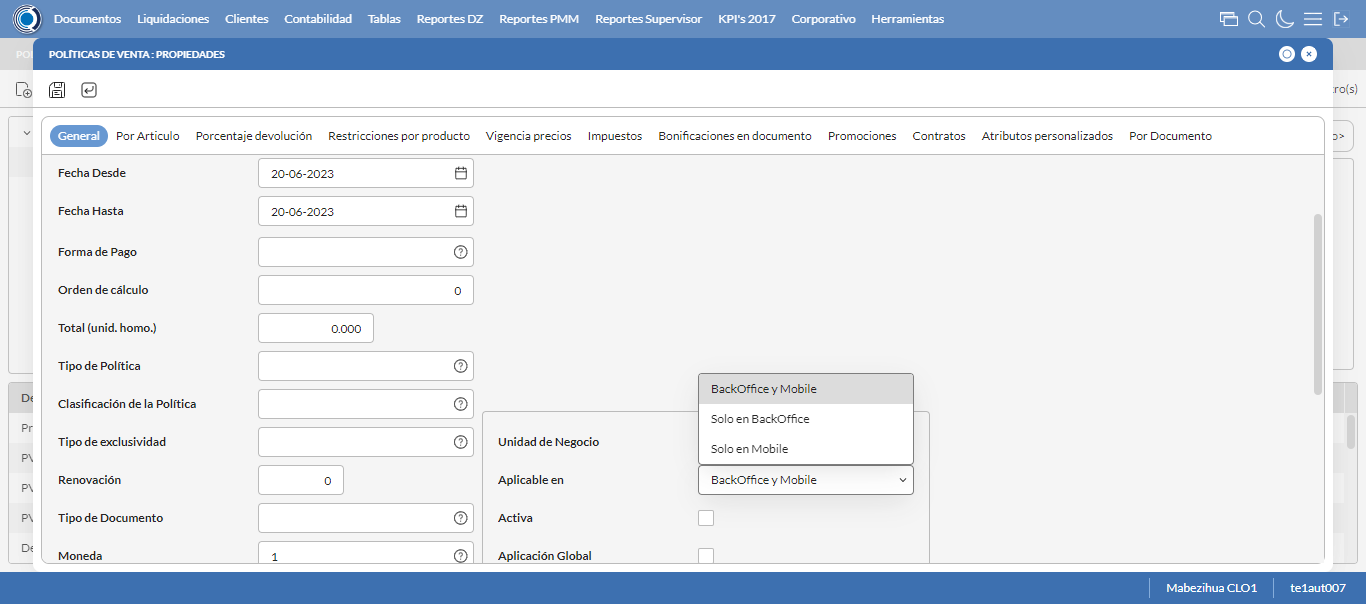 Documentos Liquidaciones Clientes Contabilidad Tablas Reportes DZ Reportes PMM Reportes Supervisor KPI's 2017 Corporativo Herramientas
POLÍTICAS DE VENTA : PROPIEDADES
ro(s)
General Por Articulo Porcentaje devolución Restricciones por producto Vigencia precios Impuestos Bonificaciones en documento Promociones Contratos Atributos personalizados Por Documento
Fecha Desde 20-06-2023
Fecha Hasta 20-06-2023
Forma de Pago
Orden de cálculo 0
Total (unid. homo.) 0.000
Tipo de Política
BackOffice y Mobile
De
Clasificación de la Política
Solo en BackOffice
Pr
Tipo de exclusividad
Unidad de Negocio
Solo en Mobile
PV
Renovación 0
Aplicable en BackOffice y Mobile
PV
Tipo de Documento
Activa
PV
Moneda 1
Aplicación Global
De
Mabezihua CLO1 te1aut007